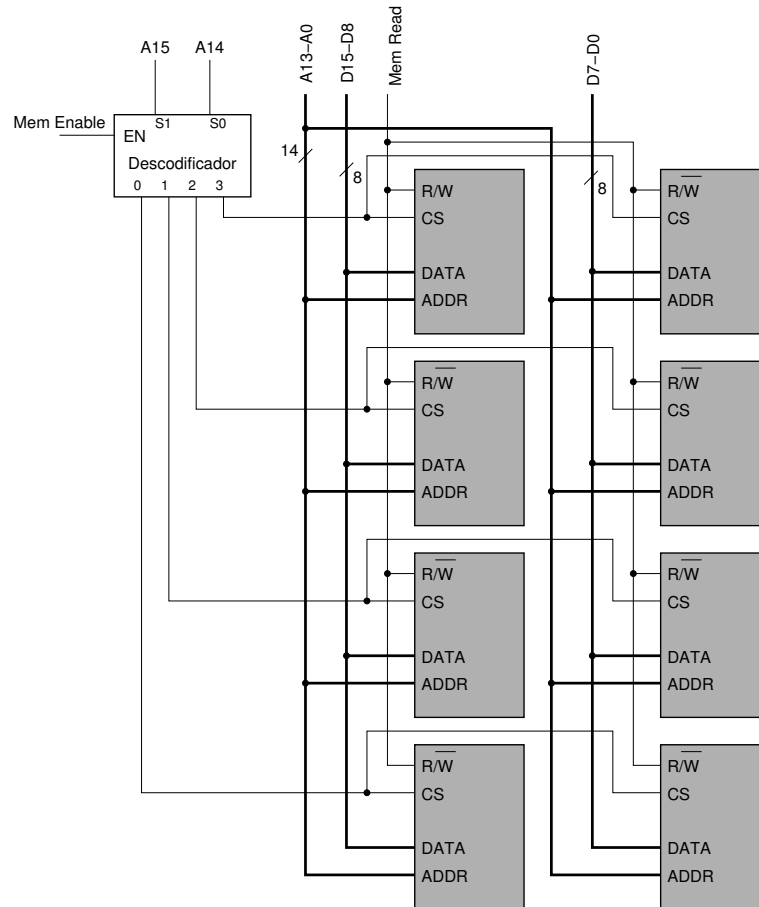 A15 A14
A13−A0
D15−D8
Mem Read
D7−D0
Mem Enable
S1 S0
EN
Descodificador
0 1 2 3
14
8
8
R/W
CS
DATA
ADDR
R/W
CS
DATA
ADDR
R/W
CS
DATA
ADDR
R/W
CS
DATA
ADDR
R/W
CS
DATA
ADDR
R/W
CS
DATA
ADDR
R/W
CS
DATA
ADDR
R/W
CS
DATA
ADDR